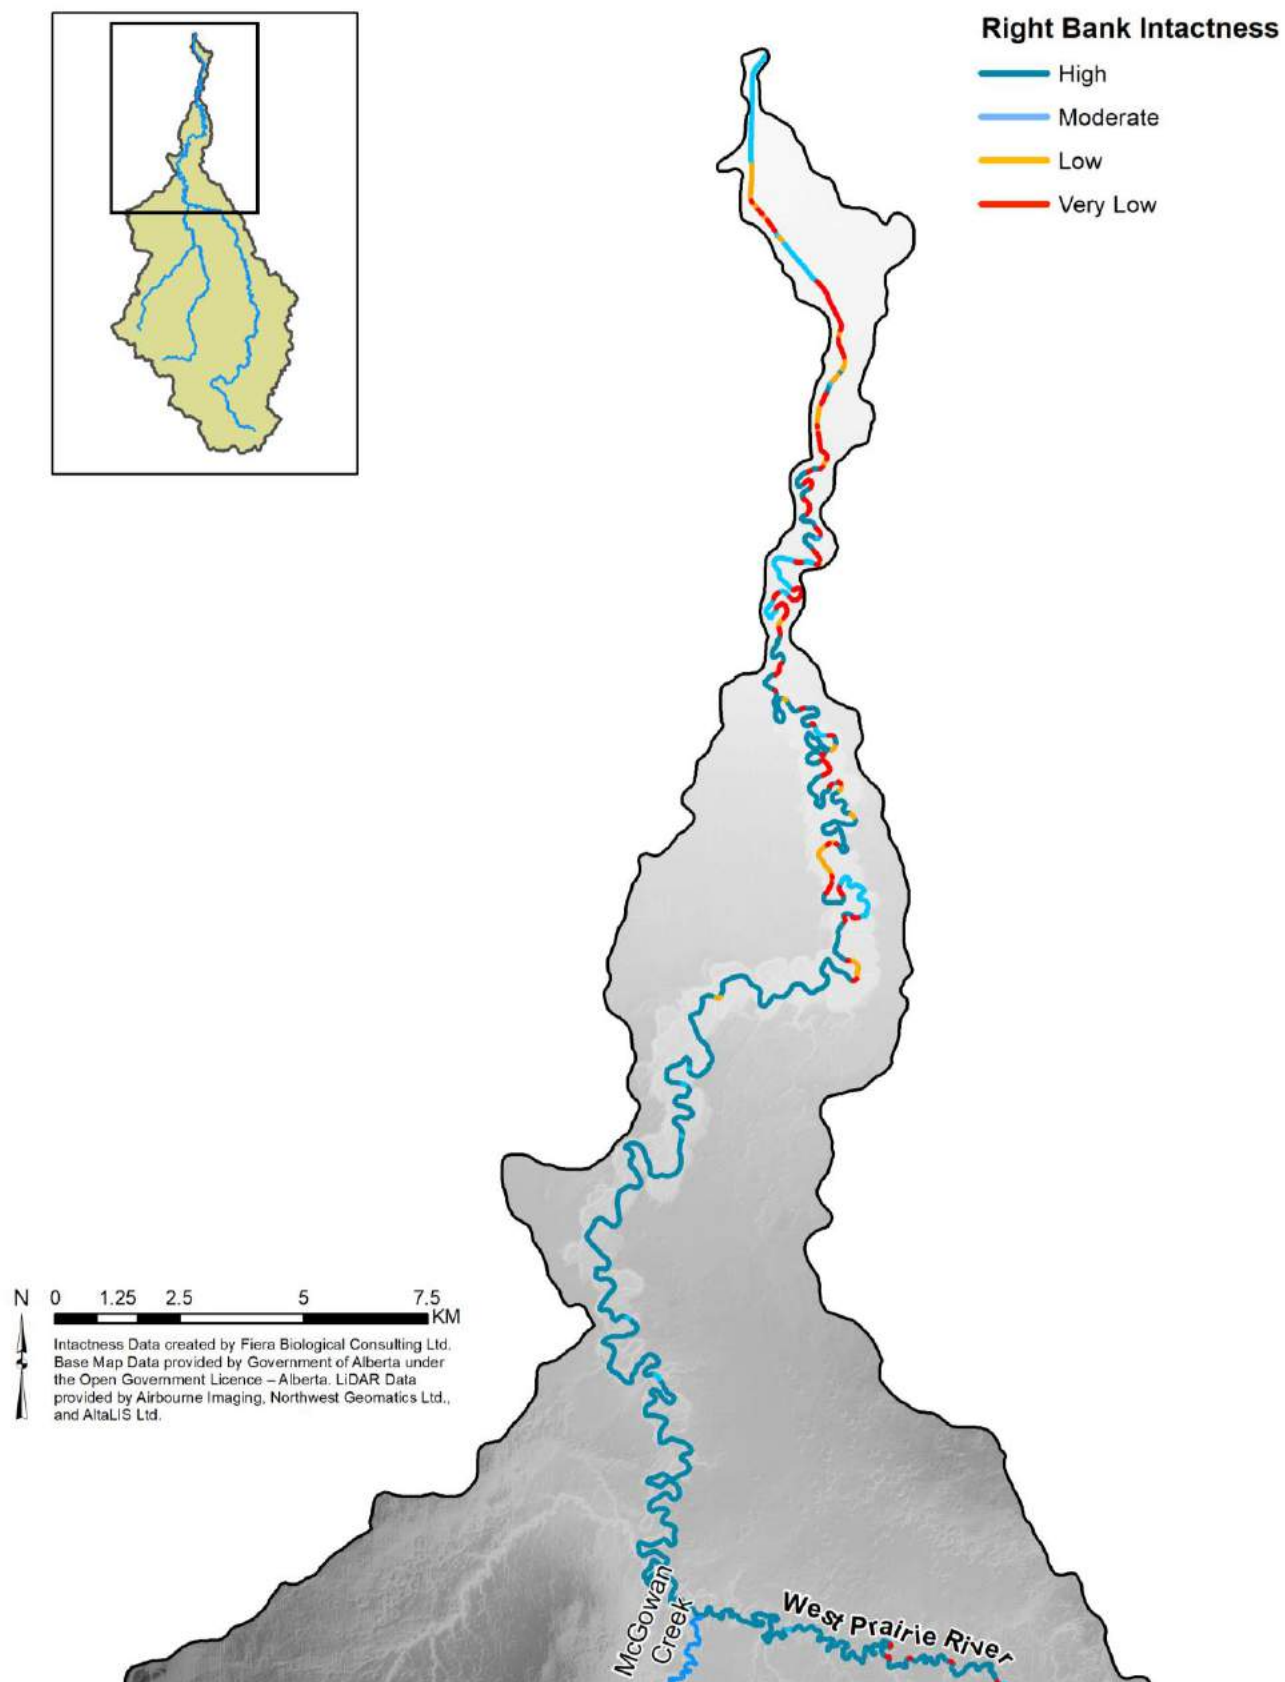 Right Bank Intactness
High
Moderate
Low
Very Low
N 0 1.25 2.5 5 7.5
KM
Intactness Data created by Fiera Biological Consulting Ltd.
Base Map Data provided by Government of Alberta under
the Open Government Licence – Alberta. LiDAR Data
provided by Airbourne Imaging, Northwest Geomatics Ltd.,
and AltaLIS Ltd.
McGowan
Creek
West Prairie River